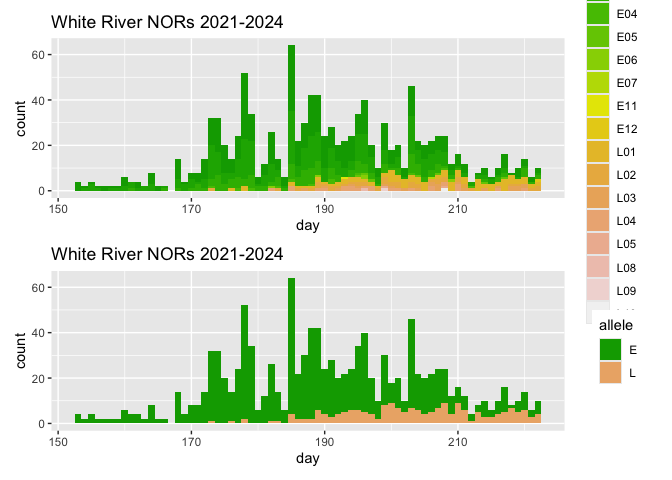 White River NORs 2021-2024
60
40
20
0
count
150
170
190
210
day
White River NORs 2021-2024
60
40
20
0
count
150
170
190
210
day
E04
E05
E06
E07
E11
E12
L01
L02
L03
L04
L05
L08
L09
allele
E
L